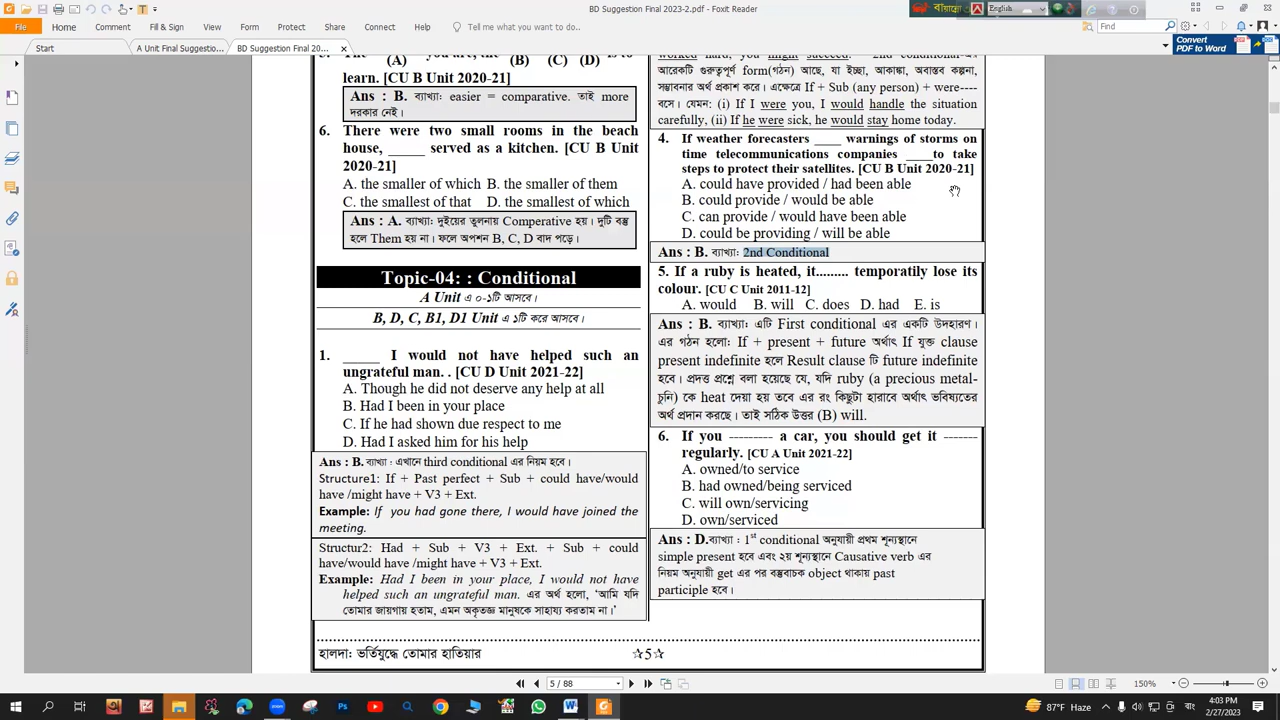 BD Suggestion Final 2023-2.pdf - Foxit Reader
English
File Home Comment Fill & Sign View Form Protect Share Connect Help Tell me what you want to do... Find
Start A Unit Final Suggestio... BD Suggestion Final 20...
Convert
PDF to Word
(A) (B) (C) (D)
learn. [CU B Unit 2020-21]
Ans : B. ব্যাখ্যা: easier = comparative. তাই more
দরকার নেই।
6. There were two small rooms in the beach
house, _____ served as a kitchen. [CU B Unit
2020-21]
A. the smaller of which B. the smaller of them
C. the smallest of that D. the smallest of which
Ans : A. ব্যাখ্যা: দুইয়ের তুলনায় Comperative হয়। দুটি বস্তু
হলে Them হয় না। ফলে অপশন B, C, D বাদ পড়ে।
Topic-04: : Conditional
A Unit এ ০-১টি আসবে।
B, D, C, B1, D1 Unit এ ১টি করে আসবে।
1. _____ I would not have helped such an
ungrateful man. . [CU D Unit 2021-22]
A. Though he did not deserve any help at all
B. Had I been in your place
C. If he had shown due respect to me
D. Had I asked him for his help
Ans : B. ব্যাখ্যা : এখানে third conditional এর নিয়ম হবে।
Structure1: If + Past perfect + Sub + could have/would
have /might have + V3 + Ext.
Example: If you had gone there, I would have joined the
meeting.
Structur2: Had + Sub + V3 + Ext. + Sub + could
have/would have /might have + V3 + Ext.
Example: Had I been in your place, I would not have
helped such an ungrateful man. এর অর্থ হলো, ‘আমি যদি
তোমার জায়গায় হতাম, এমন অকৃতজ্ঞ মানুষকে সাহায্য করতাম না।’
worked hard, you might succeed.
আরেকটি গুরুত্বপূর্ণ form(গঠন) আছে, যা ইচ্ছা, আকাঙ্ক্ষা, অবাস্তব কল্পনা,
সম্ভাবনার অর্থ প্রকাশ করে। এক্ষেত্রে If + Sub (any person) + were----
বসে। যেমন: (i) If I were you, I would handle the situation
carefully, (ii) If he were sick, he would stay home today.
4. If weather forecasters ____ warnings of storms on
time telecommunications companies ____to take
steps to protect their satellites. [CU B Unit 2020-21]
A. could have provided / had been able
B. could provide / would be able
C. can provide / would have been able
D. could be providing / will be able
Ans : B. ব্যাখ্যা: 2nd Conditional
5. If a ruby is heated, it......... temporatily lose its
colour. [CU C Unit 2011-12]
A. would B. will C. does D. had E. is
Ans : B. ব্যাখ্যা: এটি First conditional এর একটি উদহারণ।
এর গঠন হলো: If + present + future অর্থাৎ If যুক্ত clause
present indefinite হলে Result clause টি future indefinite
হবে। প্রদত্ত প্রশ্নে বলা হয়েছে যে, যদি ruby (a precious metal-
চুনি) কে heat দেয়া হয় তবে এর রং কিছুটা হারাবে অর্থাৎ ভবিষ্যতের
অর্থ প্রদান করছে। তাই সঠিক উত্তর (B) will.
6. If you --------- a car, you should get it -------
regularly. [CU A Unit 2021-22]
A. owned/to service
B. had owned/being serviced
C. will own/servicing
D. own/serviced
Ans : D.ব্যাখ্যা : 1st conditional অনুযায়ী প্রথম শূন্যস্থানে
simple present হবে এবং ২য় শূন্যস্থানে Causative verb এর
নিয়ম অনুযায়ী get এর পর বস্তুবাচক object থাকায় past
participle হবে।
হালদা: ভর্তিযুদ্ধে তোমার হাতিয়ার ☆5☆
5 / 88 150%
87°F Haze
4:03 PM
2/27/2023